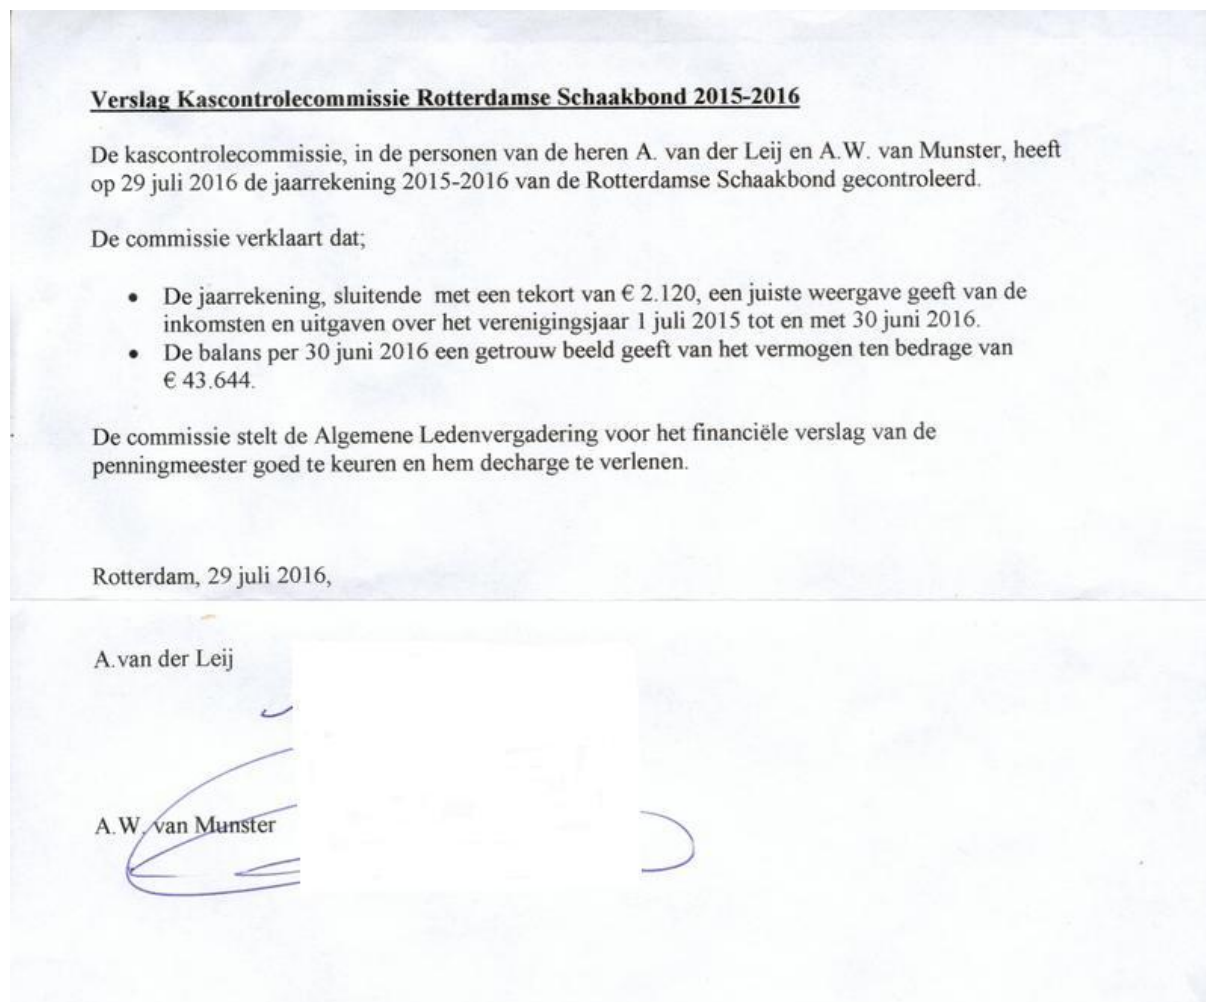 Verslag Kascontrolecommissie Rotterdamse Schaakbond 2015-2016
De kascontrolecommissie, in de personen van de heren A. van der Leij en A.W. van Munster, heeft
op 29 juli 2016 de jaarrekening 2015-2016 van de Rotterdamse Schaakbond gecontroleerd.
De commissie verklaart dat;
• De jaarrekening, sluitende  met een tekort van € 2.120, een juiste weergave geeft van de
inkomsten en uitgaven over het verenigingsjaar 1 juli 2015 tot en met 30 juni 2016.
• De balans per 30 juni 2016 een getrouw beeld geeft van het vermogen ten bedrage van
€ 43.644.
De commissie stelt de Algemene Ledenvergadering voor het financiële verslag van de
penningmeester goed te keuren en hem decharge te verlenen.
Rotterdam, 29 juli 2016,
A.van der Leij
A.W. van Munster